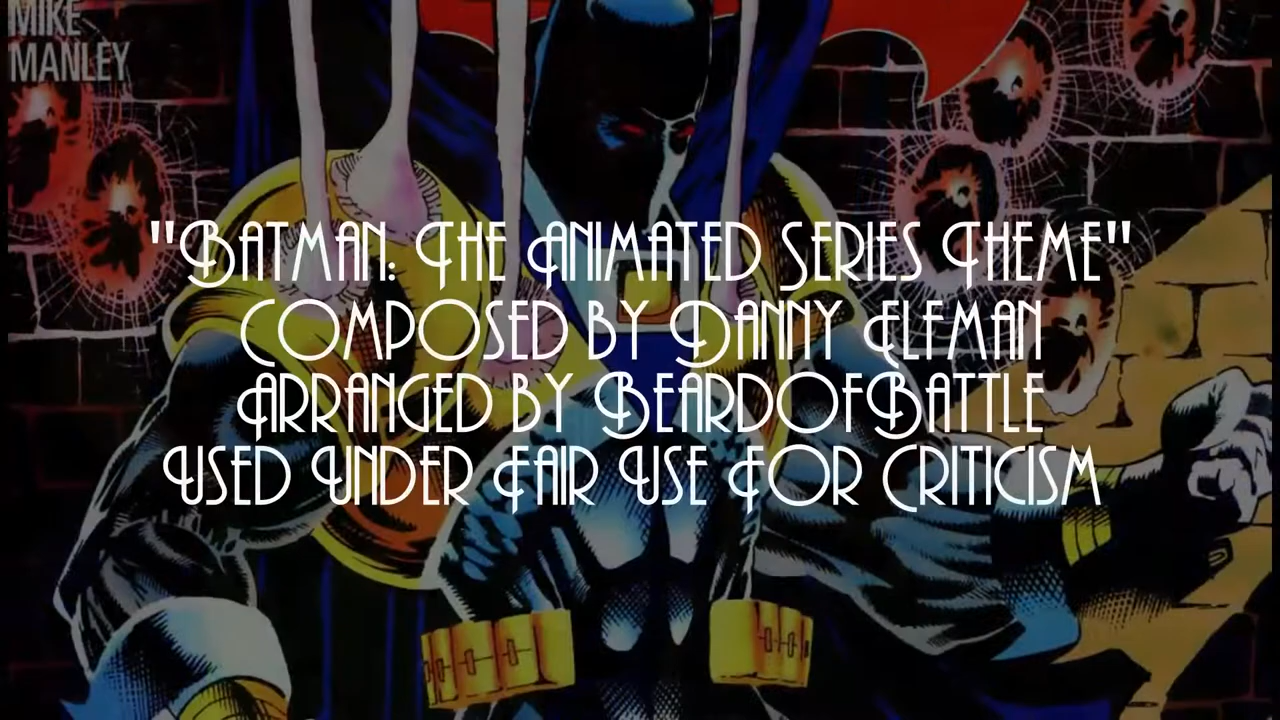 MIKE
MANLEY
"BATMAN: THE ANIMATED SERIES THEME"
COMPOSED BY DANNY ELFMAN
ARRANGED BY BEARDOFBATTLE
USED UNDER FAIR USE FOR CRITICISM